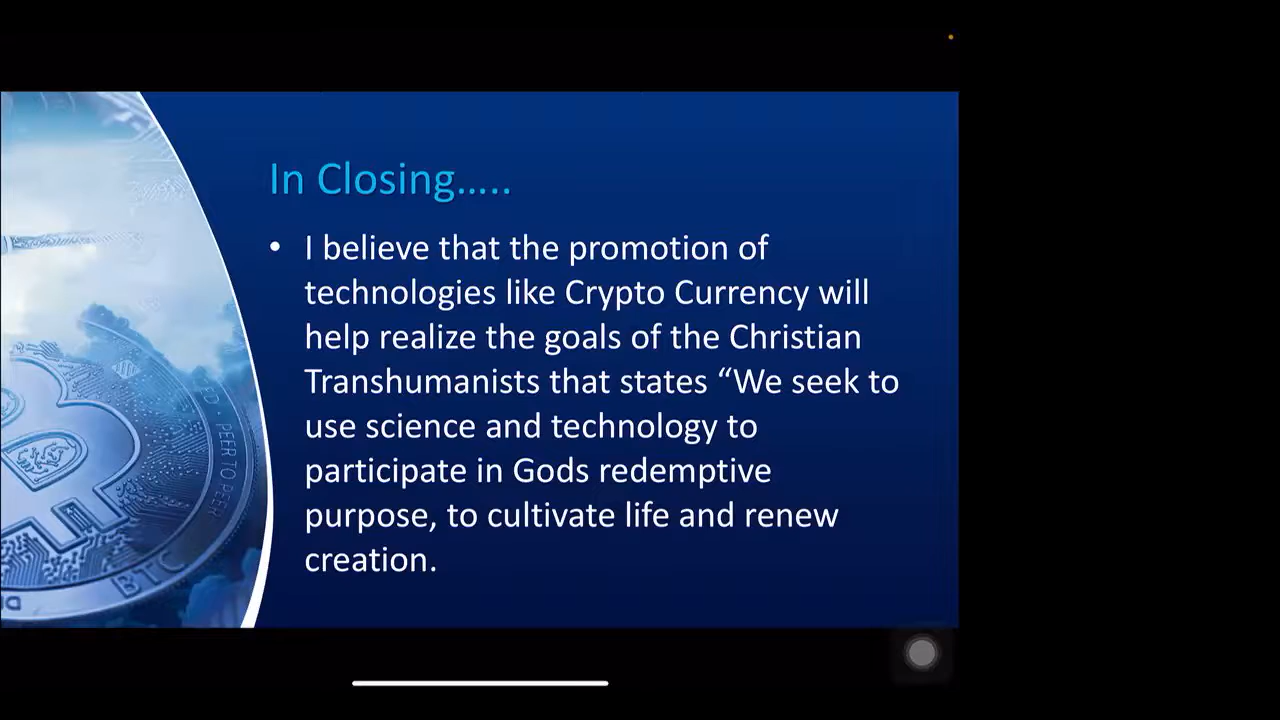 In Closing.....
• I believe that the promotion of
technologies like Crypto Currency will
help realize the goals of the Christian
Transhumanists that states “We seek to
use science and technology to
participate in Gods redemptive
purpose, to cultivate life and renew
creation.
PEER TO PEER
BTC